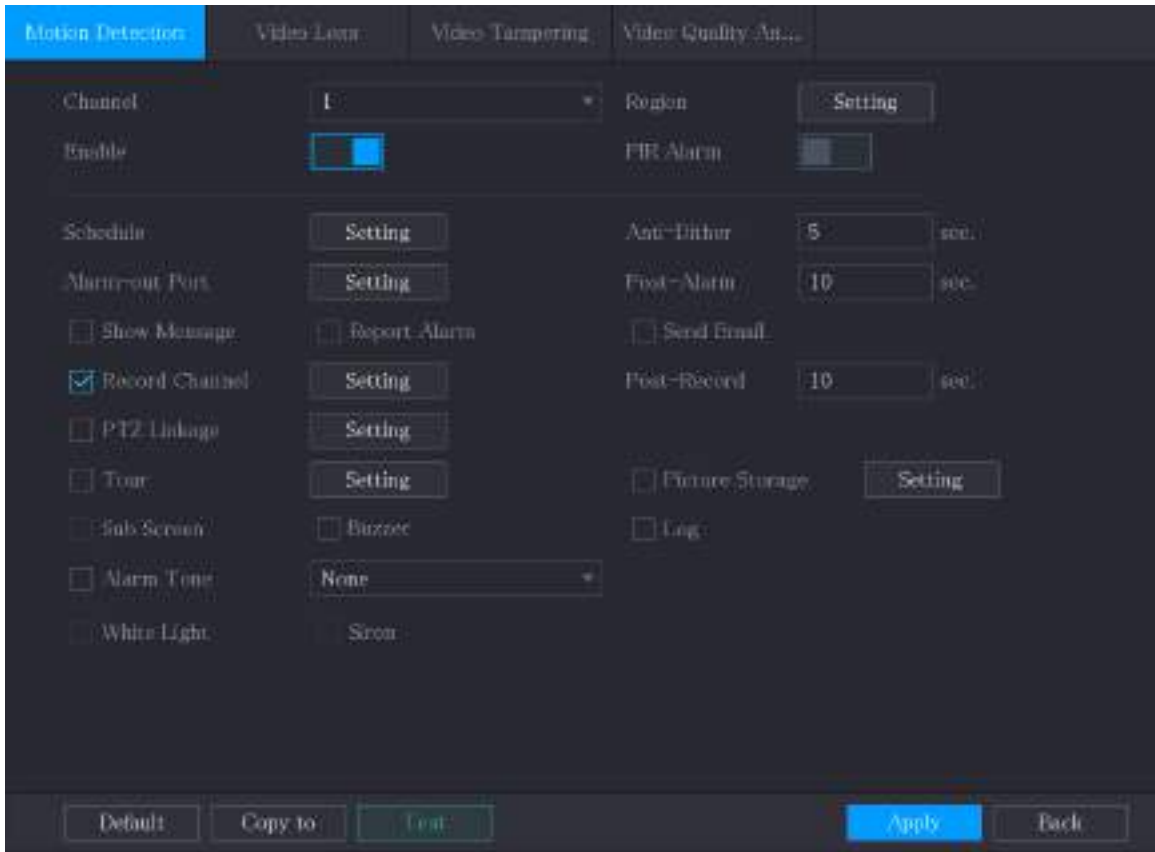 Motion Detection Video Loss Video Tampering Video Quality An...
Channel 1 Region Setting
Enable PIR Alarm
Schedule Setting Anti-Dither 5 sec.
Alarm-out Port Setting Post-Alarm 10 sec.
Show Message Report Alarm Send Email
Record Channel Setting Post-Record 10 sec.
PTZ Linkage Setting
Tour Setting Picture Storage Setting
Sub Screen Buzzer Log
Alarm Tone None
White Light Siren
Default Copy to Test Apply Back